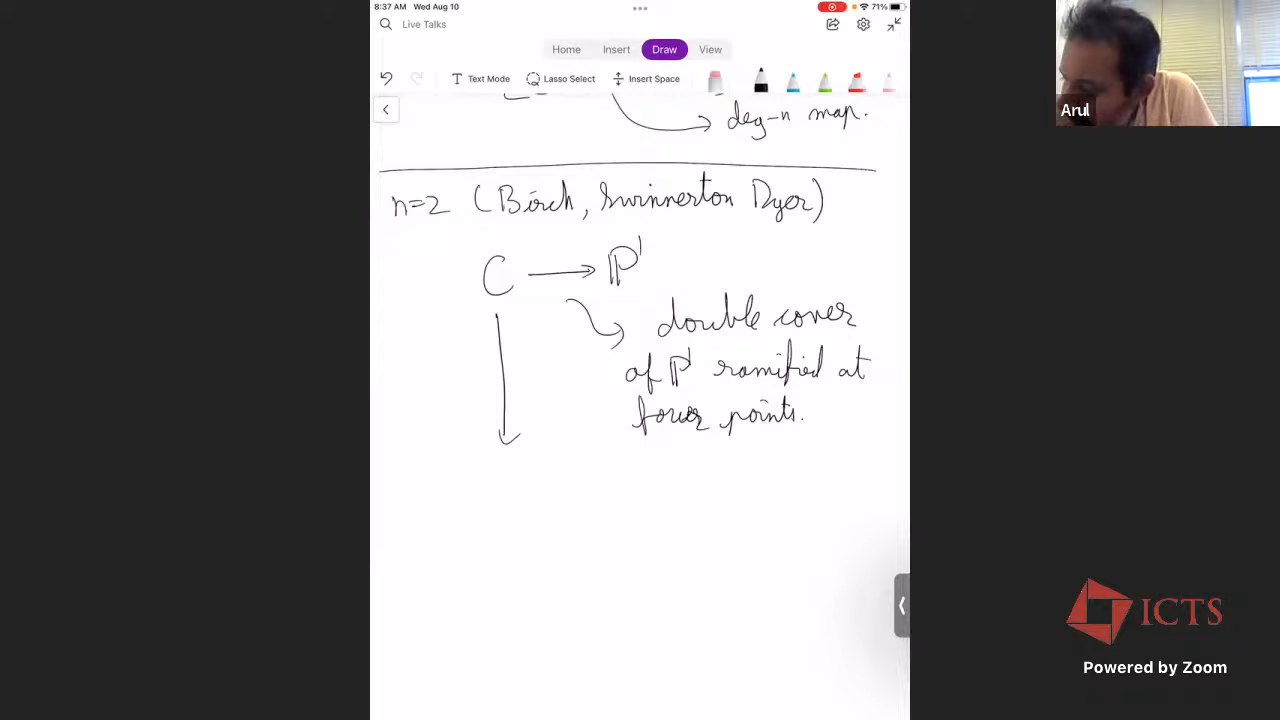 8:37 AM Wed Aug 10
71%
Live Talks
Home Insert Draw View
Text Mode Lasso Select Insert Space
Arul
deg-n map.
n=2 (Birch, Swinnerton Dyer)
C → ℙ¹
double cover
of ℙ¹ ramified at
four points.
ICTS
Powered by Zoom